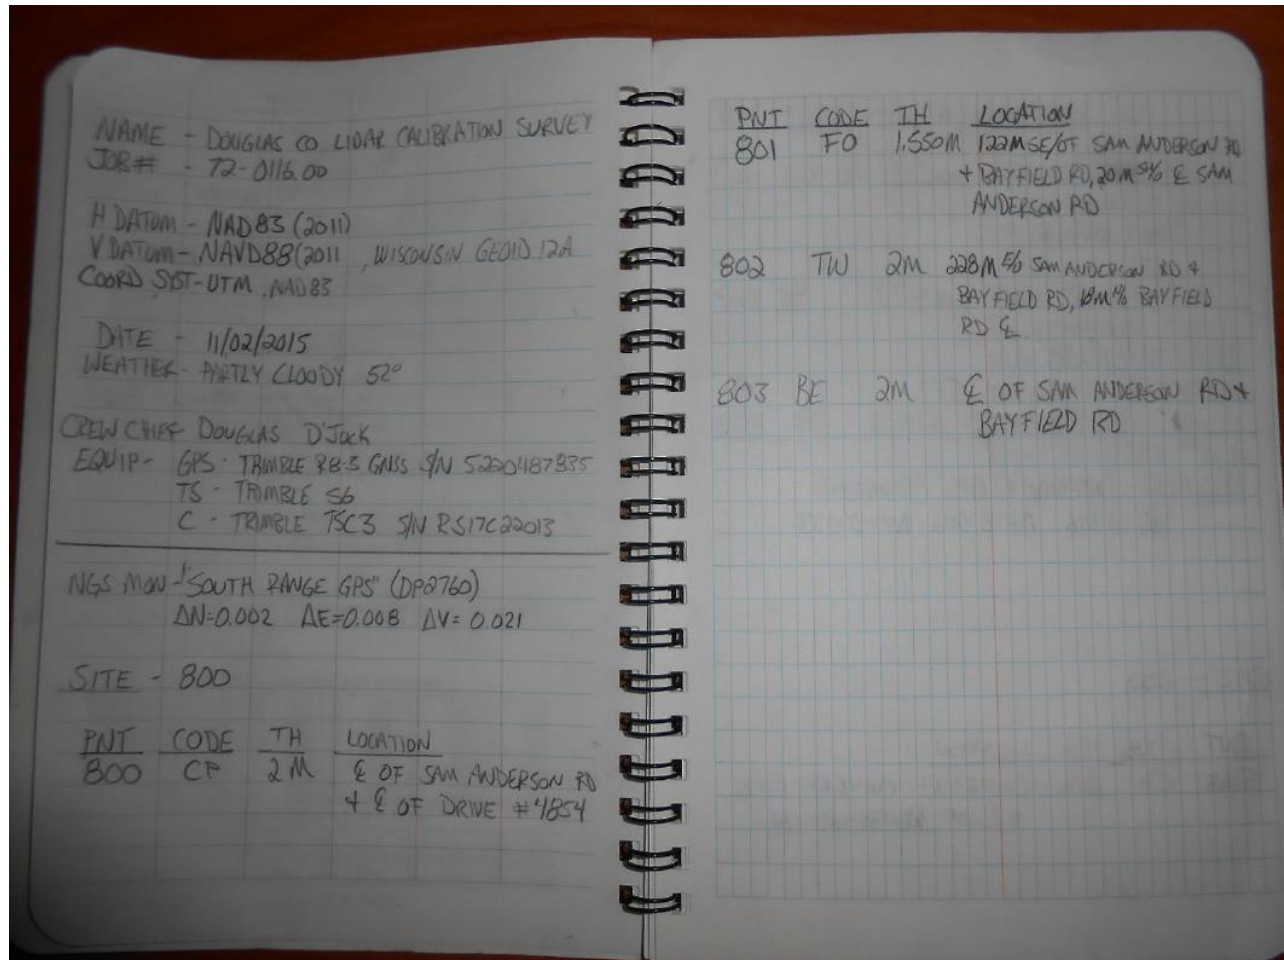 NAME - DOUGLAS CO LIDAR CALIBRATION SURVEY
JOB# - 72-0116.00
H DATUM - NAD83 (2011)
V DATUM - NAVD88(2011 , WISCONSIN GEOID 12A
COORD SYST-UTM, NAD83
DATE - 11/02/2015
WEATHER- PARTLY CLOUDY 52°
CREW CHIEF DOUGLAS D'Jock
EQUIP- GPS - TRIMBLE R8-3 GNSS S/N 5220487835
TS - TRIMBLE S6
C - TRIMBLE TSC3 S/N RS17C22013
NGS MON -"SOUTH RANGE GPS" (DP2760)
ΔN=0.002 ΔE=0.008 ΔV= 0.021
SITE - 800
PNT CODE TH LOCATION
800 CP 2M ℄ OF SAM ANDERSON RD
+ ℄ OF DRIVE #4854
PNT CODE TH LOCATION
801 FO 1.550M 122M SE/OF SAM ANDERSON RD
+ BAYFIELD RD, 20M ℄ SAM
ANDERSON RD
802 TW 2M 228M E/O SAM ANDERSON RD +
BAYFIELD RD, BAYFIELD
RD ℄
803 BE 2M ℄ OF SAM ANDERSON RD +
BAYFIELD RD